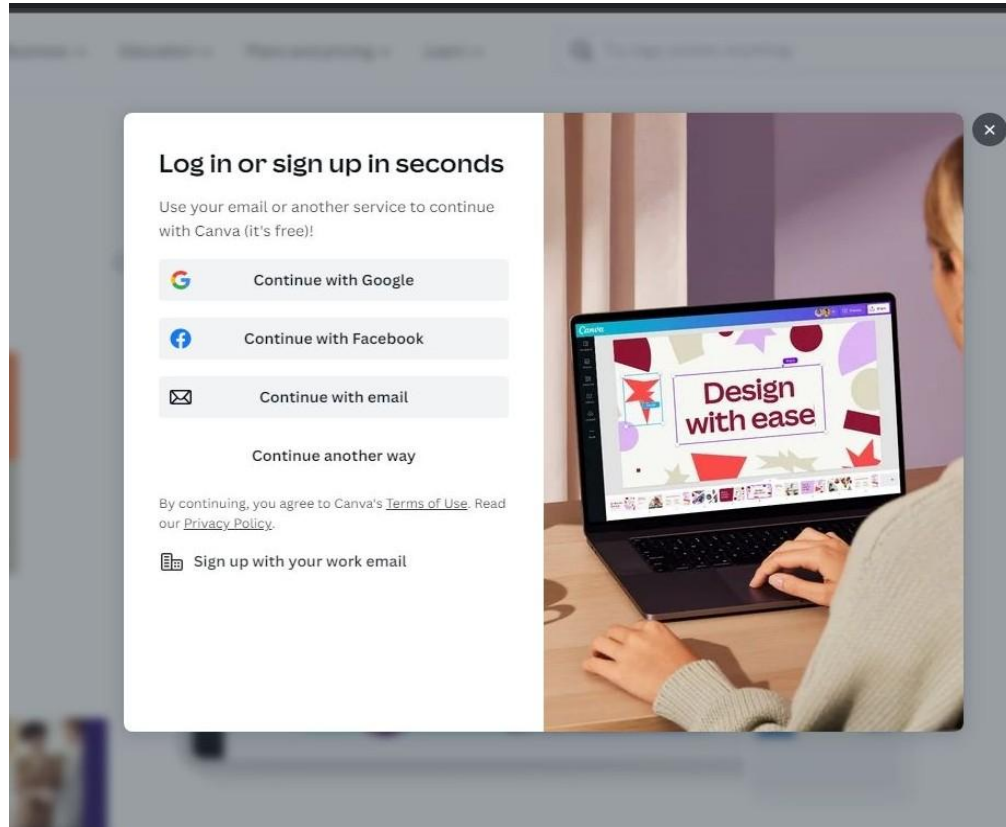 Log in or sign up in seconds
Use your email or another service to continue
with Canva (it's free)!
Continue with Google
Continue with Facebook
Continue with email
Continue another way
By continuing, you agree to Canva's Terms of Use. Read
our Privacy Policy.
Sign up with your work email
Canva
Design
with ease